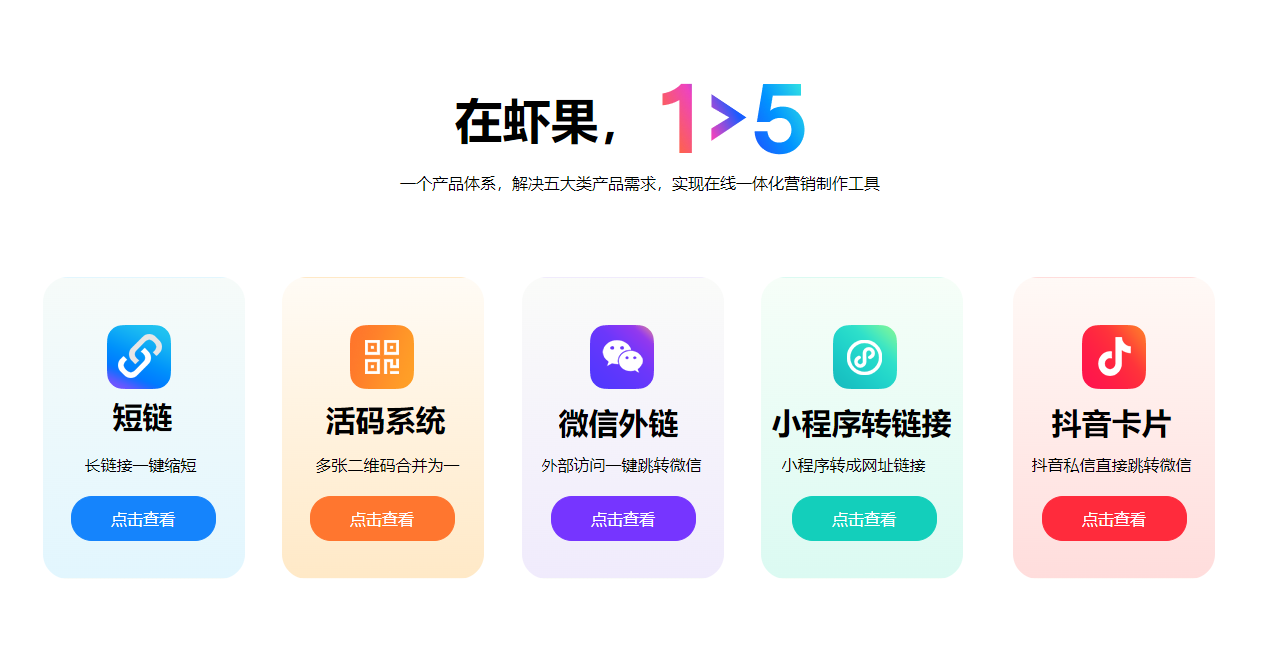 在虾果， 1>5
一个产品体系，解决五大类产品需求，实现在线一体化营销制作工具
短链
长链接一键缩短
点击查看
活码系统
多张二维码合并为一
点击查看
微信外链
外部访问一键跳转微信
点击查看
小程序转链接
小程序转成网址链接
点击查看
抖音卡片
抖音私信直接跳转微信
点击查看